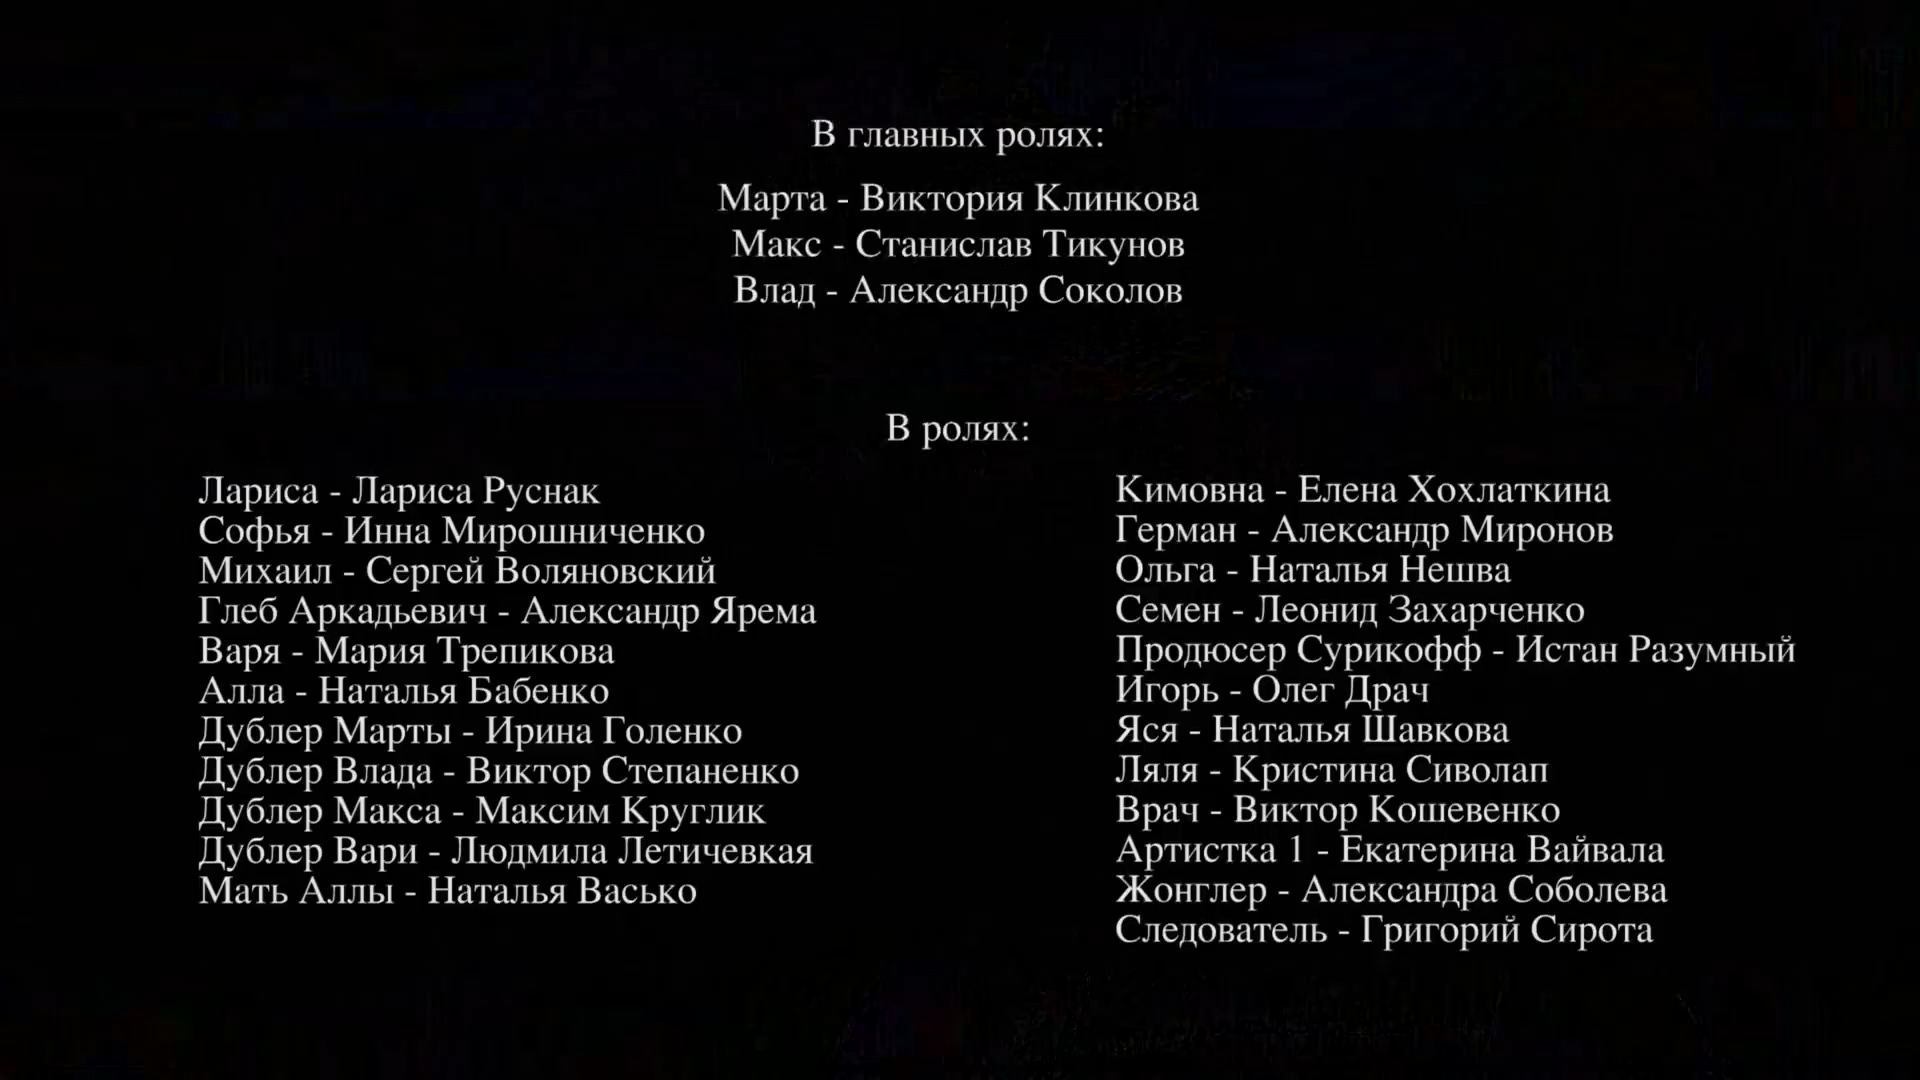 В главных ролях:
Марта - Виктория Клинкова
Макс - Станислав Тикунов
Влад - Александр Соколов
В ролях:
Лариса - Лариса Руснак
Софья - Инна Мирошниченко
Михаил - Сергей Воляновский
Глеб Аркадьевич - Александр Ярема
Варя - Мария Трепикова
Алла - Наталья Бабенко
Дублер Марты - Ирина Голенко
Дублер Влада - Виктор Степаненко
Дублер Макса - Максим Круглик
Дублер Вари - Людмила Летичевкая
Мать Аллы - Наталья Васько
Кимовна - Елена Хохлаткина
Герман - Александр Миронов
Ольга - Наталья Нешва
Семен - Леонид Захарченко
Продюсер Сурикофф - Истан Разумный
Игорь - Олег Драч
Яся - Наталья Шавкова
Ляля - Кристина Сиволап
Врач - Виктор Кошевенко
Артистка 1 - Екатерина Вайвала
Жонглер - Александра Соболева
Следователь - Григорий Сирота